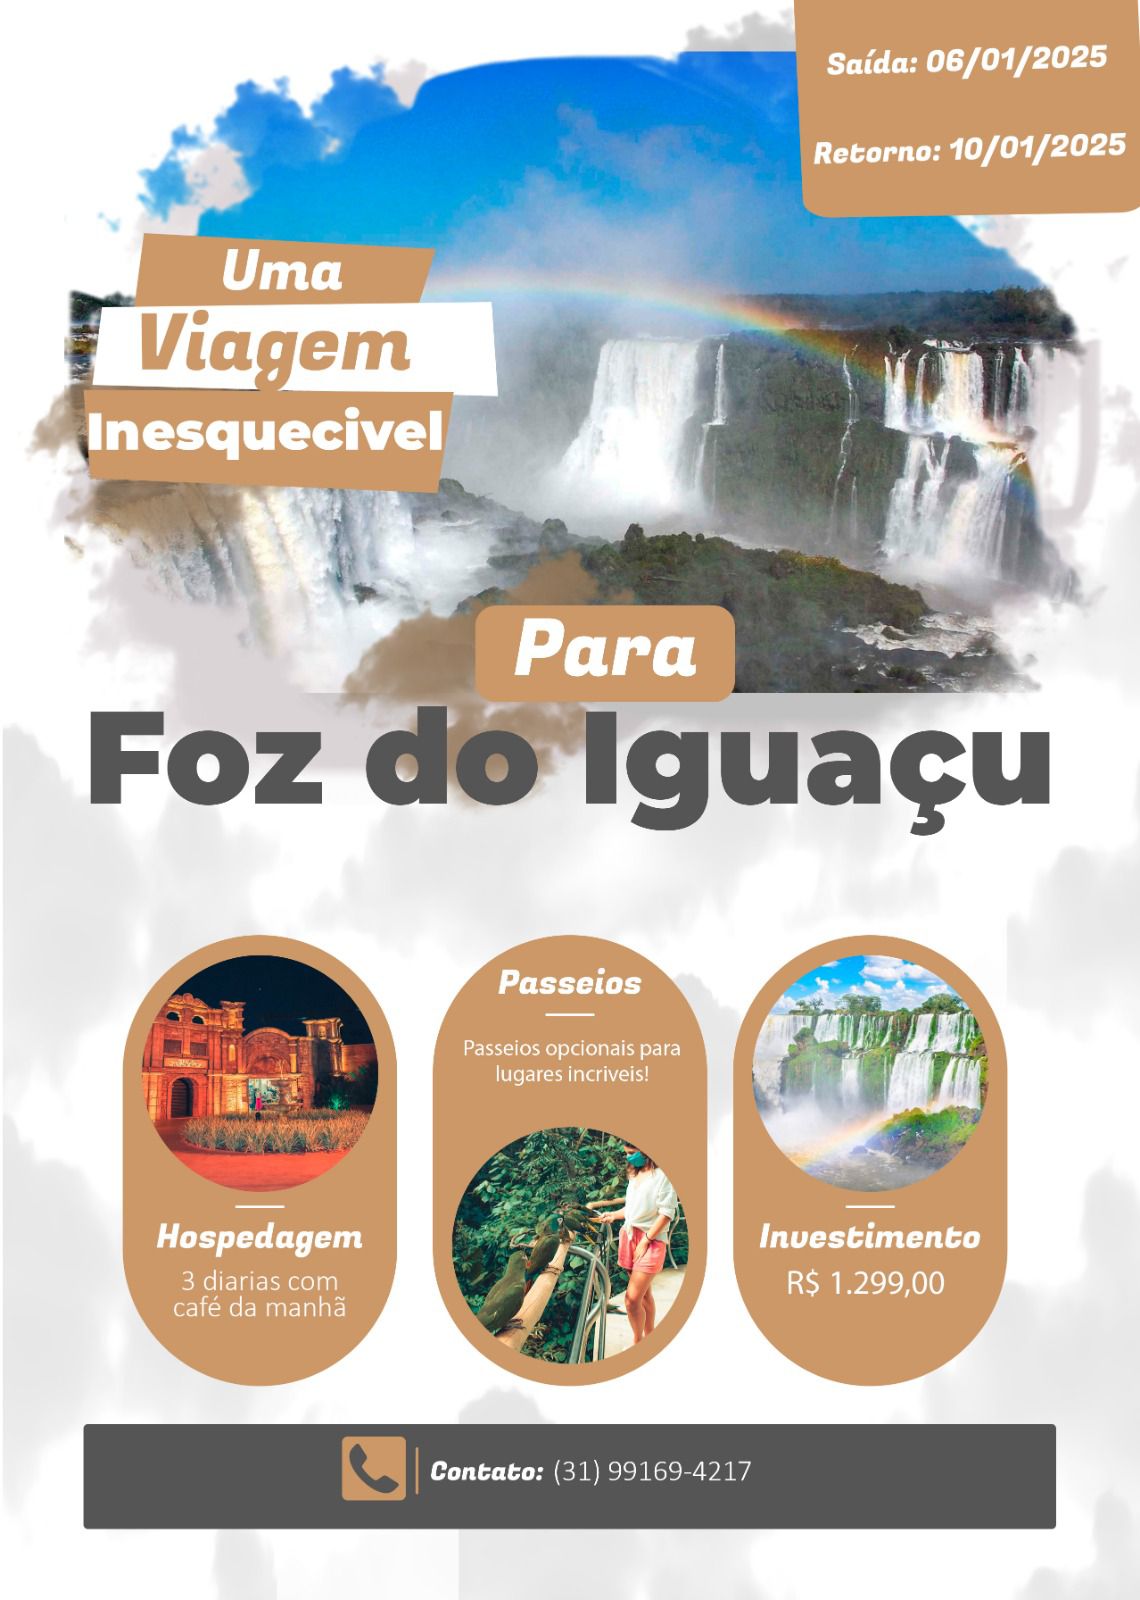 Saída: 06/01/2025
Retorno: 10/01/2025
Uma
Viagem
Inesquecivel
Para
Foz do Iguaçu
Passeios
Passeios opcionais para
lugares incriveis!
Hospedagem
3 diarias com
café da manhã
Investimento
R$ 1.299,00
Contato: (31) 99169-4217